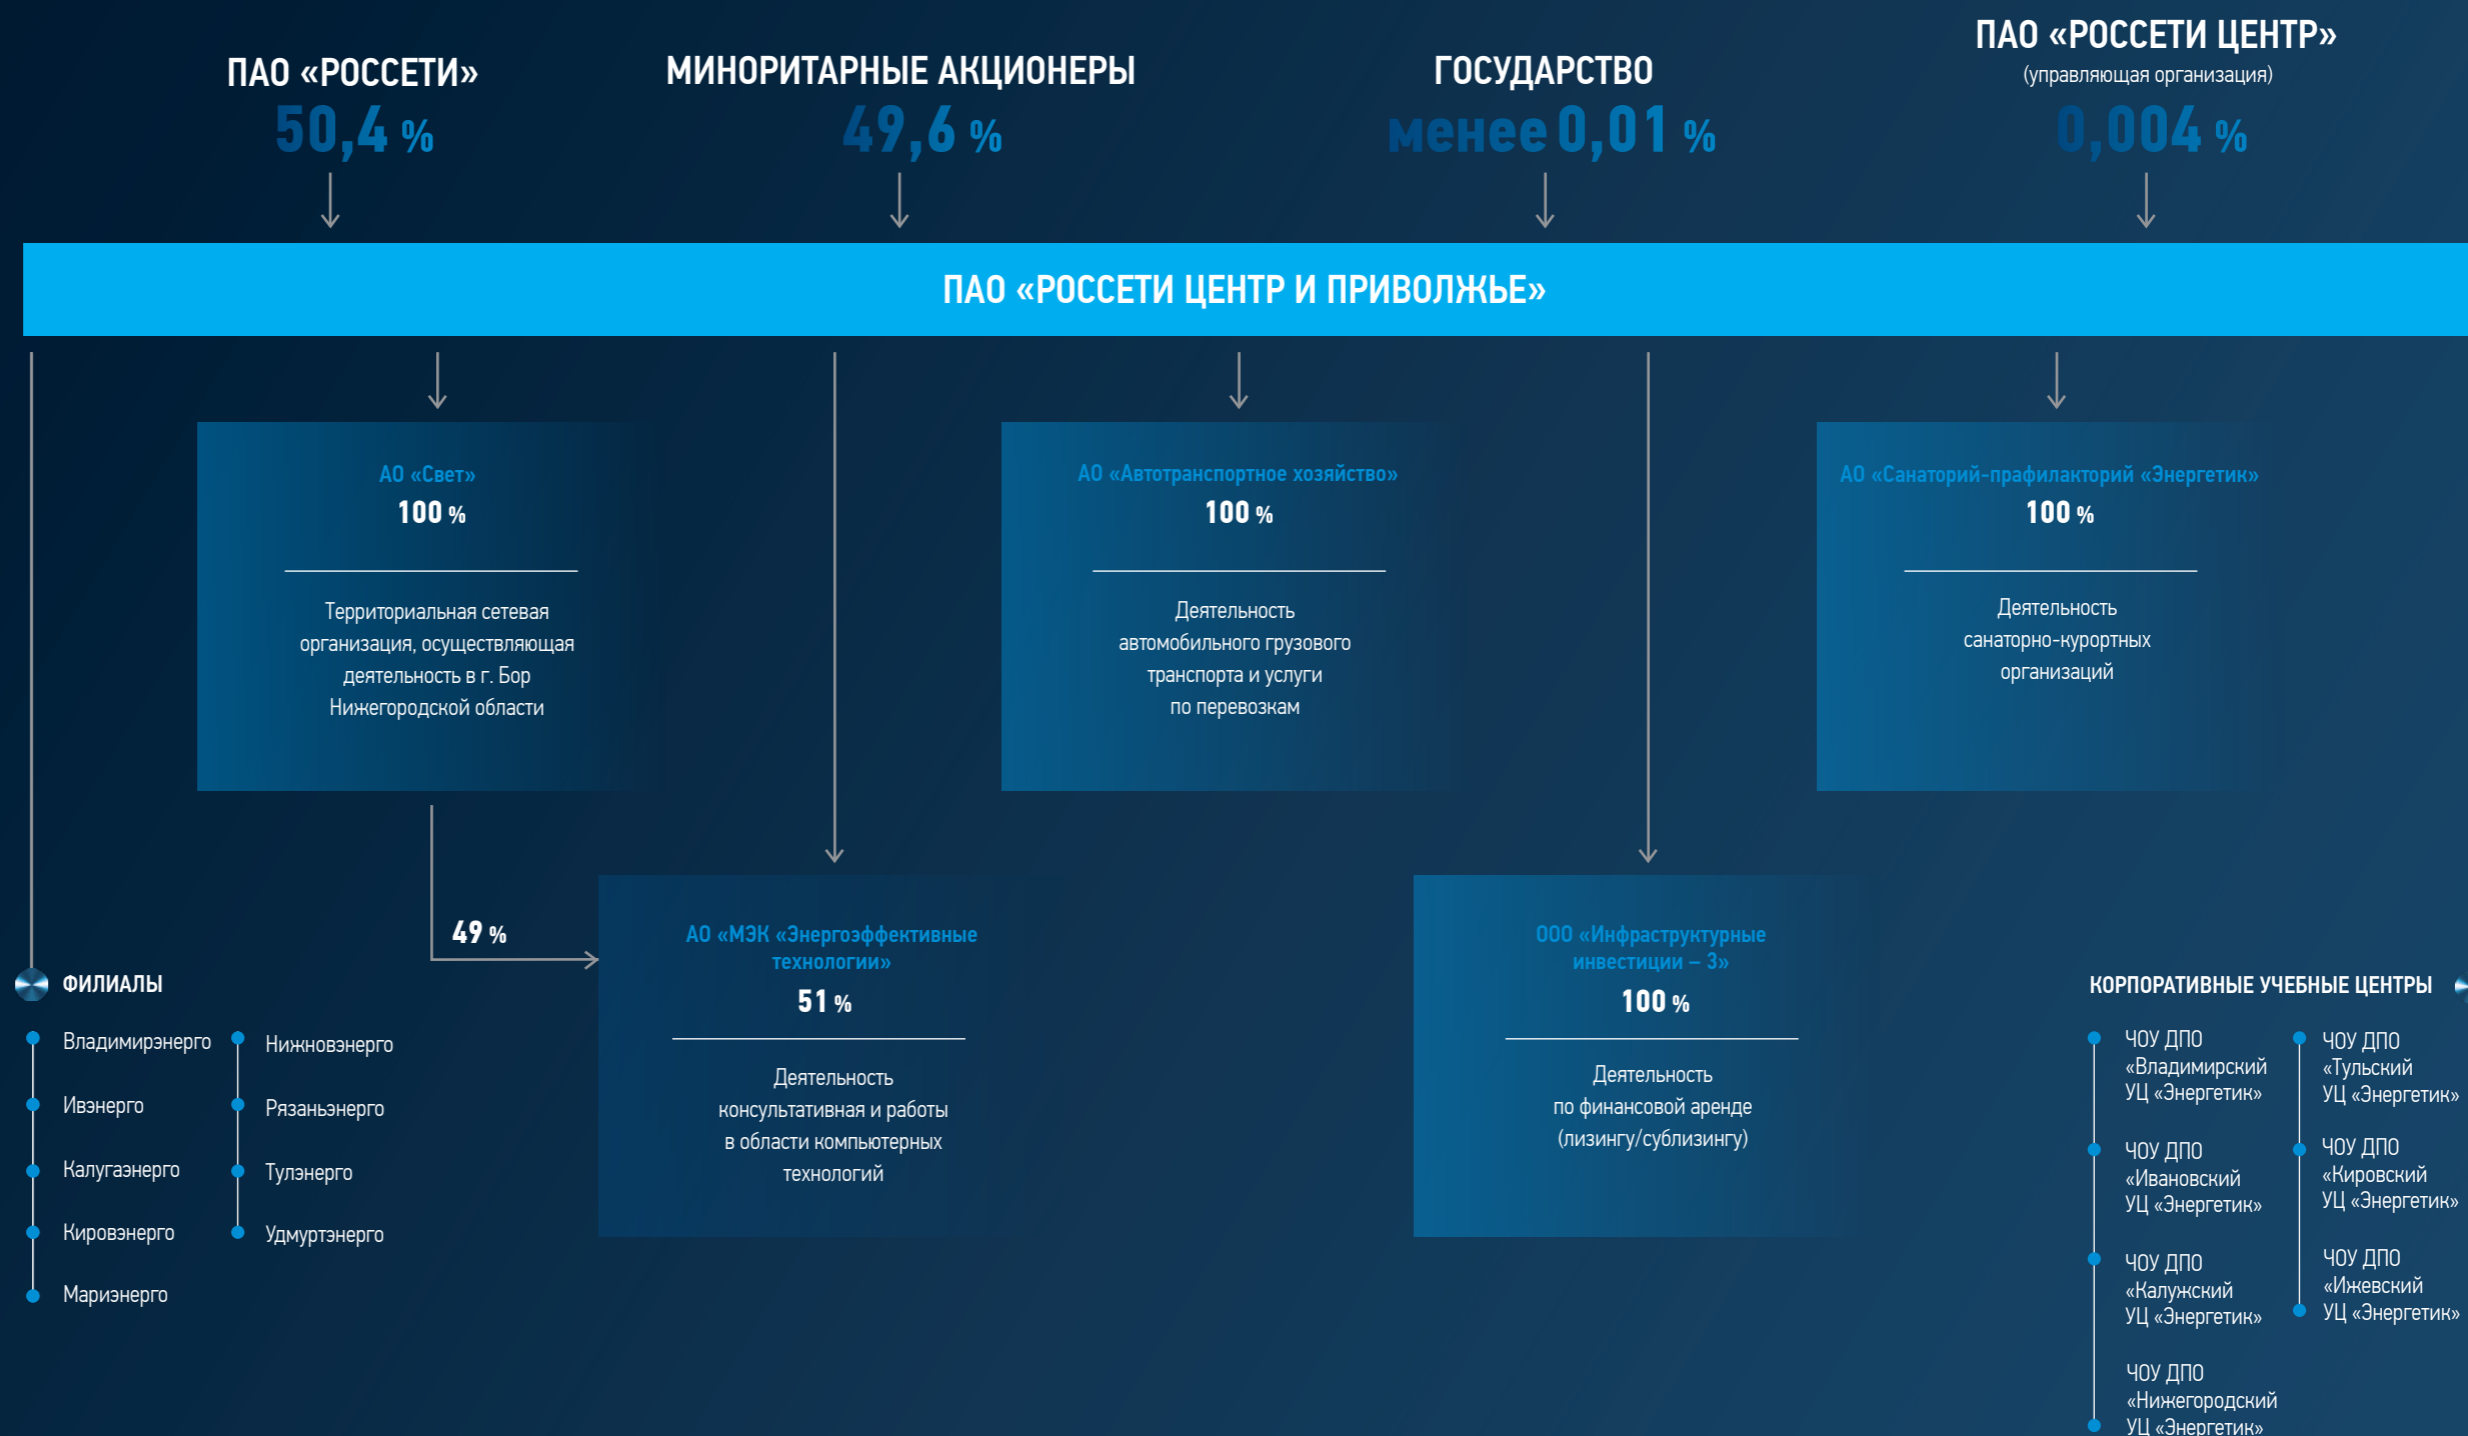 ПАО «РОССЕТИ»
50,4 %
МИНОРИТАРНЫЕ АКЦИОНЕРЫ
49,6 %
ГОСУДАРСТВО
менее 0,01 %
ПАО «РОССЕТИ ЦЕНТР»
(управляющая организация)
0,004 %
ПАО «РОССЕТИ ЦЕНТР И ПРИВОЛЖЬЕ»
АО «Свет»
100 %
Территориальная сетевая
организация, осуществляющая
деятельность в г. Бор
Нижегородской области
АО «Автотранспортное хозяйство»
100 %
Деятельность
автомобильного грузового
транспорта и услуги
по перевозкам
АО «Санаторий-прафилакторий «Энергетик»
100 %
Деятельность
санаторно-курортных
организаций
49 %
АО «МЭК «Энергоэффективные
технологии»
51 %
Деятельность
консультативная и работы
в области компьютерных
технологий
ООО «Инфраструктурные
инвестиции – 3»
100 %
Деятельность
по финансовой аренде
(лизингу/сублизингу)
ФИЛИАЛЫ
Владимирэнерго
Ивэнерго
Калугаэнерго
Кировэнерго
Мариэнерго
Нижновэнерго
Рязаньэнерго
Тулэнерго
Удмуртэнерго
КОРПОРАТИВНЫЕ УЧЕБНЫЕ ЦЕНТРЫ
ЧОУ ДПО
«Владимирский
УЦ «Энергетик»
ЧОУ ДПО
«Ивановский
УЦ «Энергетик»
ЧОУ ДПО
«Калужский
УЦ «Энергетик»
ЧОУ ДПО
«Нижегородский
УЦ «Энергетик»
ЧОУ ДПО
«Тульский
УЦ «Энергетик»
ЧОУ ДПО
«Кировский
УЦ «Энергетик»
ЧОУ ДПО
«Ижевский
УЦ «Энергетик»